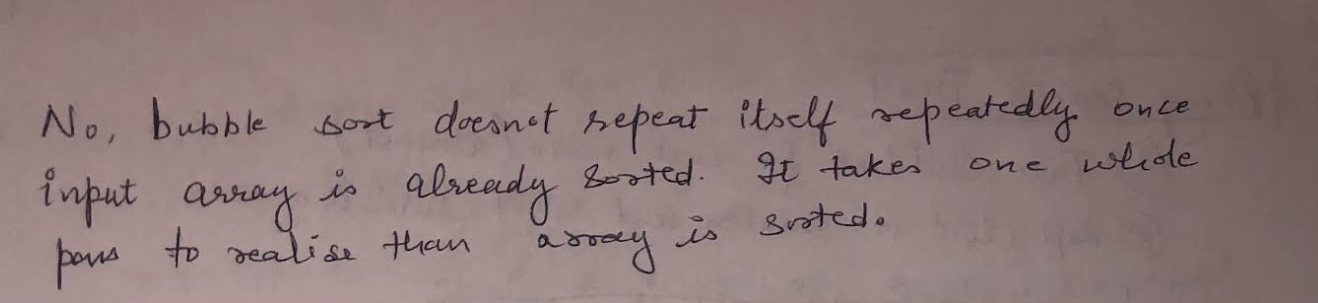 No, bubble sort doesnot repeat itself repeatedly once
input array is already sorted. It takes one whole
pass to realise than array is sorted.